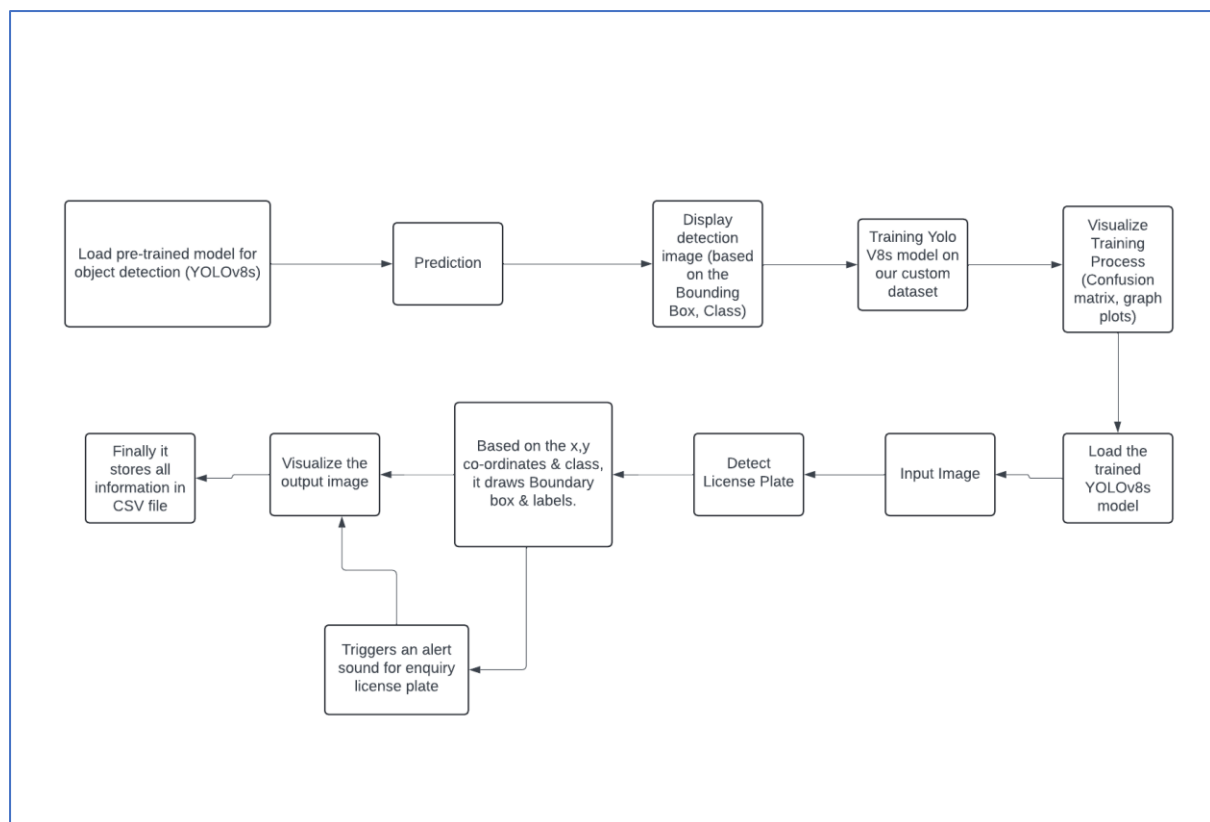 Load pre-trained model for
object detection (YOLOv8s)
Prediction
Display
detection
image (based
on the
Bounding
Box, Class)
Training Yolo
V8s model on
our custom
dataset
Visualize
Training
Process
(Confusion
matrix, graph
plots)
Load the
trained
YOLOv8s
model
Input Image
Detect
License Plate
Based on the x,y
co-ordinates & class,
it draws Boundary
box & labels.
Visualize the
output image
Finally it
stores all
information in
CSV file
Triggers an alert
sound for enquiry
license plate